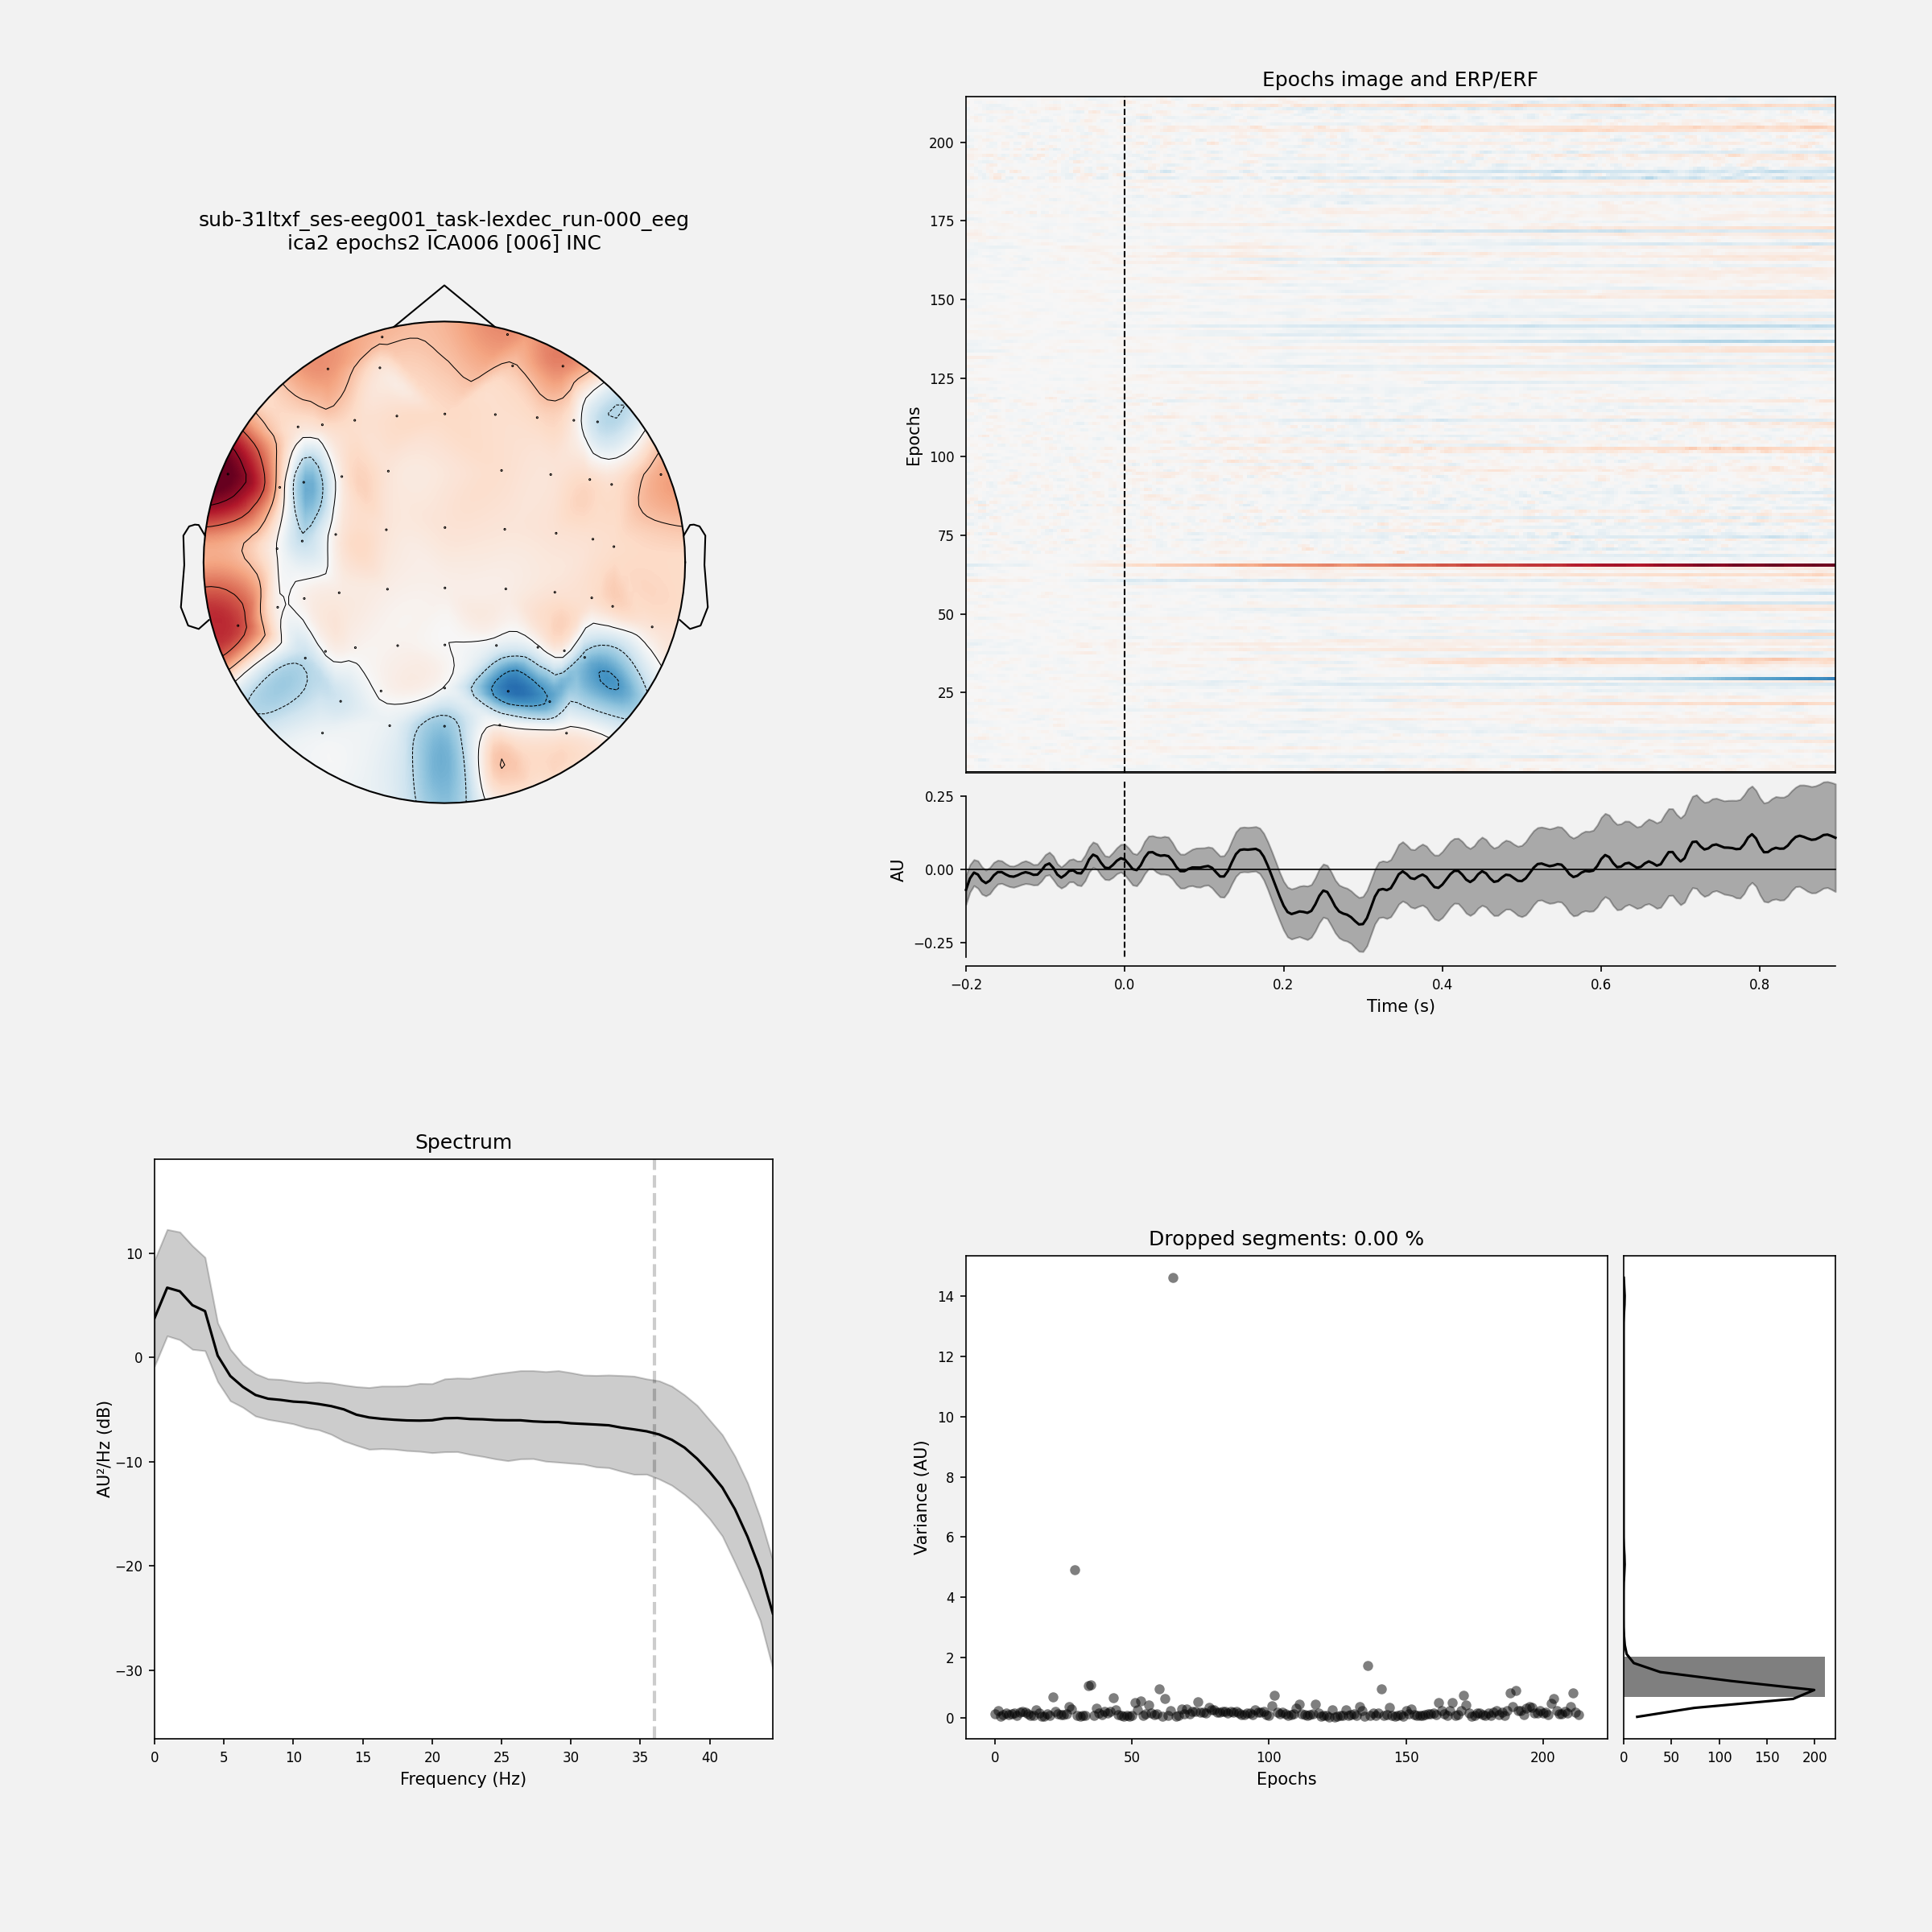 sub-31ltxf_ses-eeg001_task-lexdec_run-000_eeg
ica2 epochs2 ICA006 [006] INC
Epochs image and ERP/ERF
Epochs
200
175
150
125
100
75
50
25
AU
0.25
0.00
−0.25
−0.2 0.0 0.2 0.4 0.6 0.8
Time (s)
Spectrum
AU²/Hz (dB)
10
0
−10
−20
−30
0 5 10 15 20 25 30 35 40
Frequency (Hz)
Dropped segments: 0.00 %
Variance (AU)
14
12
10
8
6
4
2
0
0 50 100 150 200
Epochs
0 50 100 150 200